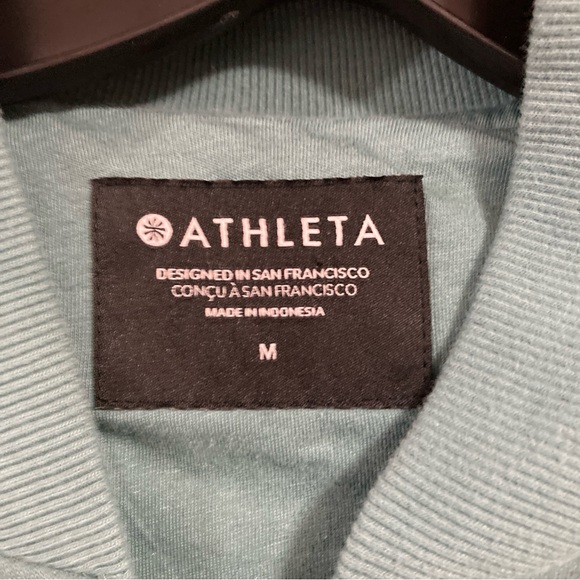 ATHLETA
DESIGNED IN SAN FRANCISCO
CONÇU À SAN FRANCISCO
MADE IN INDONESIA
M